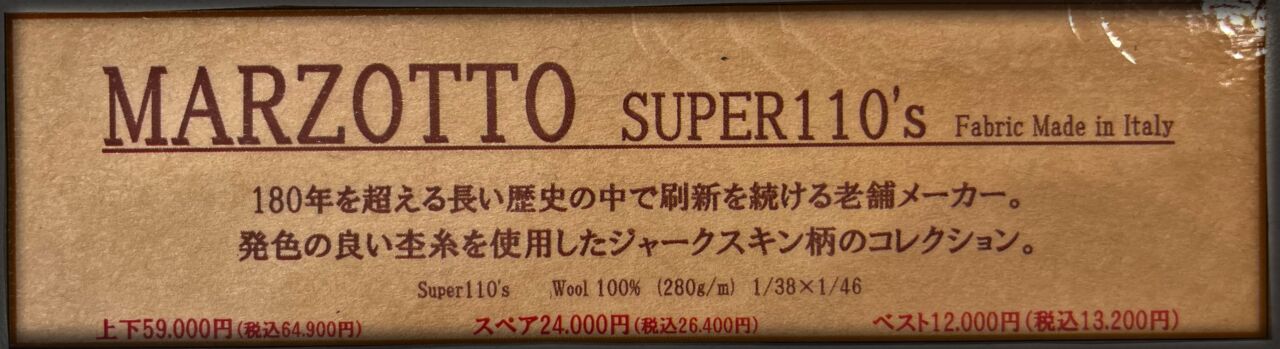 MARZOTTO SUPER110's Fabric Made in Italy
180年を超える長い歴史の中で刷新を続ける老舗メーカー。
発色の良い杢糸を使用したジャークスキン柄のコレクション。
Super110's Wool 100% (280g/m) 1/38×1/46
上下59.000円(税込64.900円) スペア24.000円(税込26.400円) ベスト12.000円(税込13.200円)